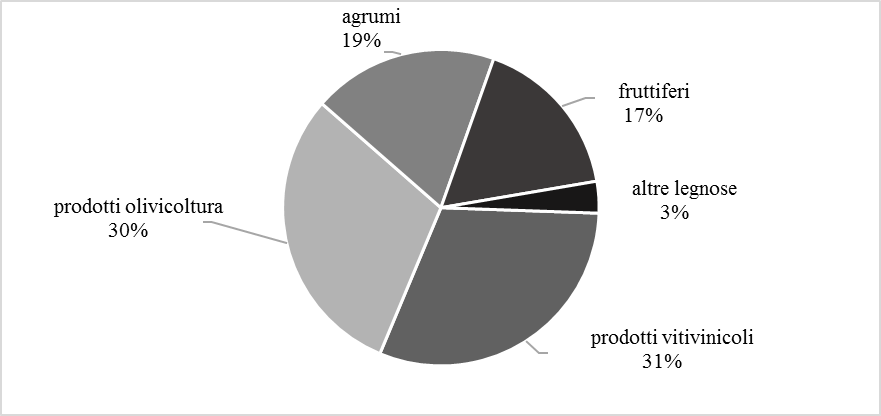 agrumi
19%
fruttiferi
17%
altre legnose
3%
prodotti olivicoltura
30%
prodotti vitivinicoli
31%